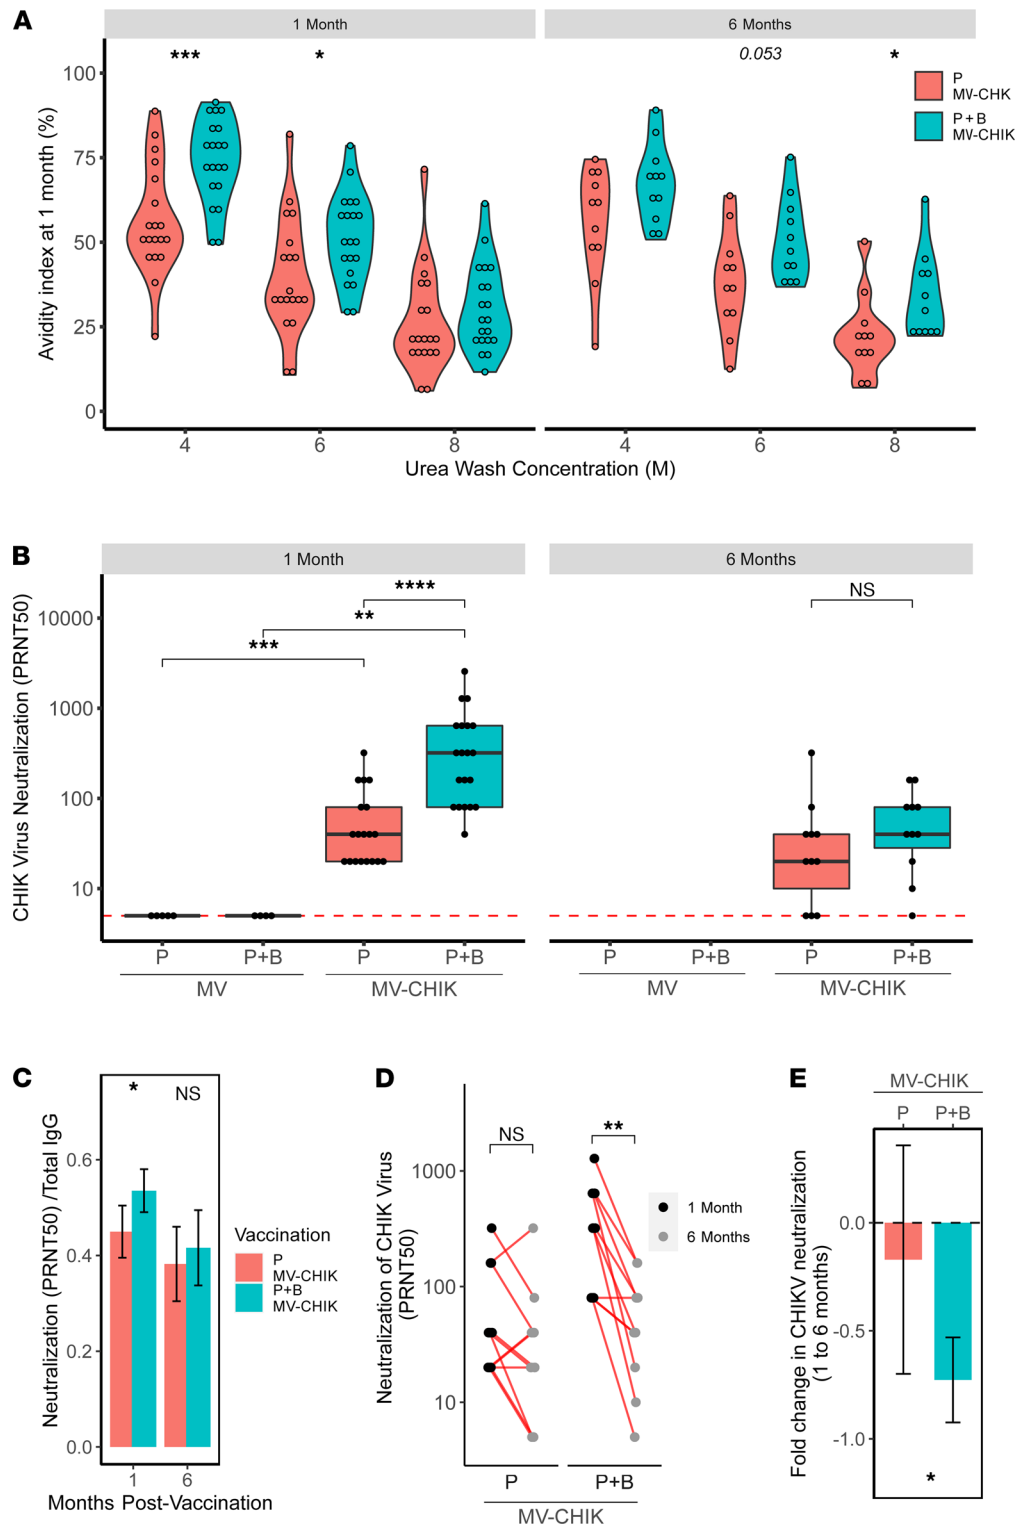 A
1 Month
6 Months
*** * 0.053 *
Avidity index at 1 month (%)
100
75
50
25
0
P
MV-CHIK
P + B
MV-CHIK
4 6 8 4 6 8
Urea Wash Concentration (M)
B
1 Month
6 Months
CHIK Virus Neutralization (PRNT50)
10000
1000
100
10
****
**
***
NS
P P+B P P+B P P+B P P+B
MV MV-CHIK MV MV-CHIK
C
Neutralization (PRNT50) /Total IgG
0.6
0.4
0.2
0.0
* NS
1 6
Months Post-Vaccination
Vaccination
P
MV-CHIK
P+B
MV-CHIK
D
Neutralization of CHIK Virus
(PRNT50)
1000
100
10
NS **
1 Month
6 Months
P P+B
MV-CHIK
E
MV-CHIK
P P+B
Fold change in CHIKV neutralization
(1 to 6 months)
0.0
-0.5
-1.0
*